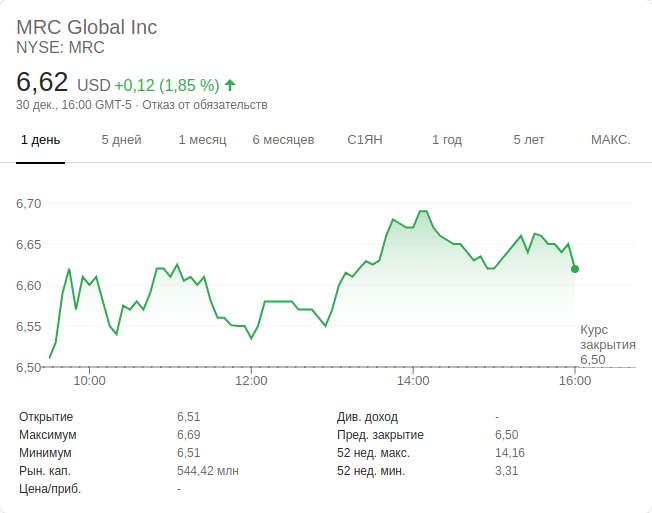 MRC Global Inc
NYSE: MRC
6,62 USD +0,12 (1,85 %)
30 дек., 16:00 GMT-5 · Отказ от обязательств
1 день 5 дней 1 месяц 6 месяцев С1ЯН 1 год 5 лет МАКС.
6,70
6,65
6,60
6,55
6,50
Курс
закрытия
6,50
10:00 12:00 14:00 16:00
Открытие 6,51 Див. доход -
Максимум 6,69 Пред. закрытие 6,50
Минимум 6,51 52 нед. макс. 14,16
Рын. кап. 544,42 млн 52 нед. мин. 3,31
Цена/приб. -